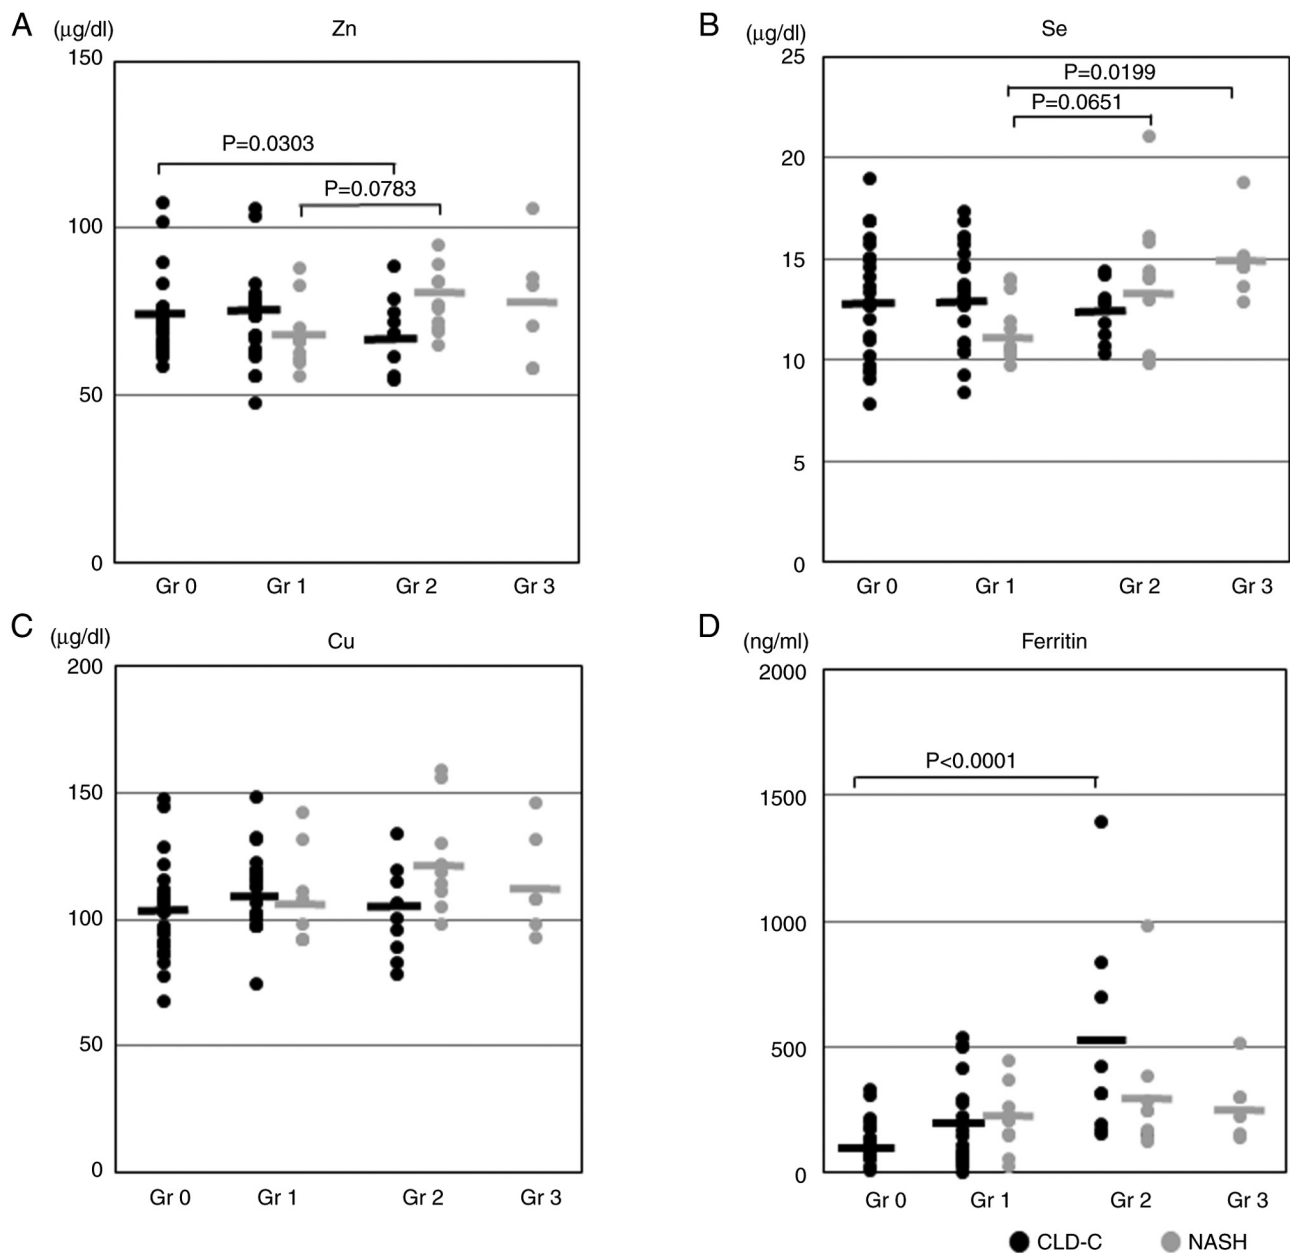 A (μg/dl) Zn
150
P=0.0303
P=0.0783
100
50
0
Gr 0 Gr 1 Gr 2 Gr 3
B (μg/dl) Se
25
P=0.0199
P=0.0651
20
15
10
5
0
Gr 0 Gr 1 Gr 2 Gr 3
C (μg/dl) Cu
200
150
100
50
0
Gr 0 Gr 1 Gr 2 Gr 3
D (ng/ml) Ferritin
2000
P<0.0001
1500
1000
500
0
Gr 0 Gr 1 Gr 2 Gr 3
CLD-C NASH